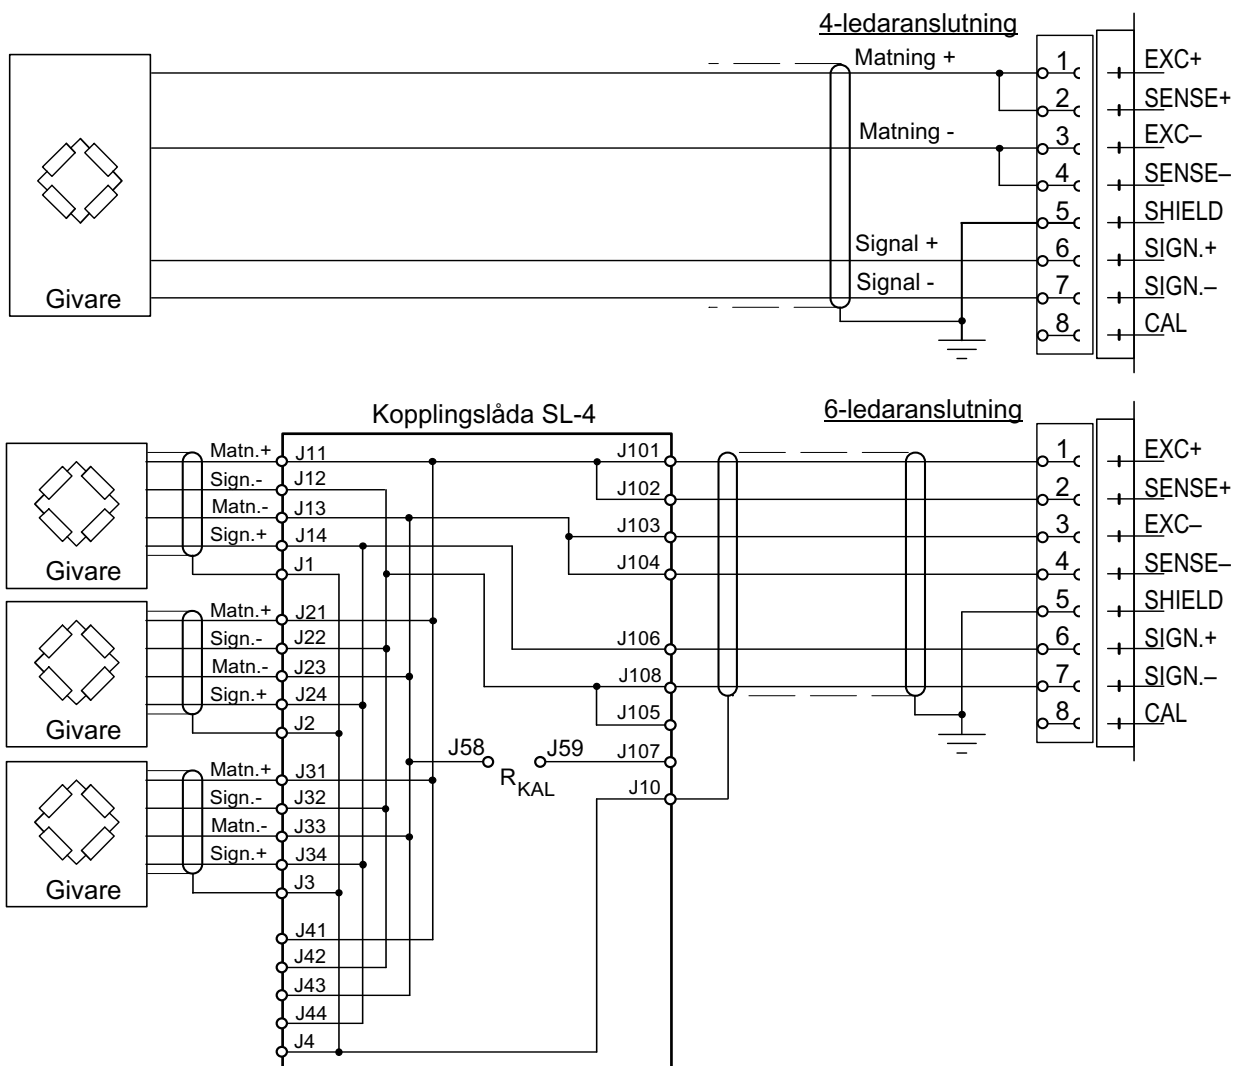 4-ledaranslutning
Matning +
Matning -
Signal +
Signal -
Givare
1 EXC+
2 SENSE+
3 EXC–
4 SENSE–
5 SHIELD
6 SIGN.+
7 SIGN.–
8 CAL
Kopplingslåda SL-4
6-ledaranslutning
Matn.+ J11
Sign.- J12
Matn.- J13
Sign.+ J14
J1
Givare
Matn.+ J21
Sign.- J22
Matn.- J23
Sign.+ J24
J2
Givare
Matn.+ J31
Sign.- J32
Matn.- J33
Sign.+ J34
J3
Givare
J41
J42
J43
J44
J4
J58 J59
RKAL
J101
J102
J103
J104
J106
J108
J105
J107
J10
1 EXC+
2 SENSE+
3 EXC–
4 SENSE–
5 SHIELD
6 SIGN.+
7 SIGN.–
8 CAL